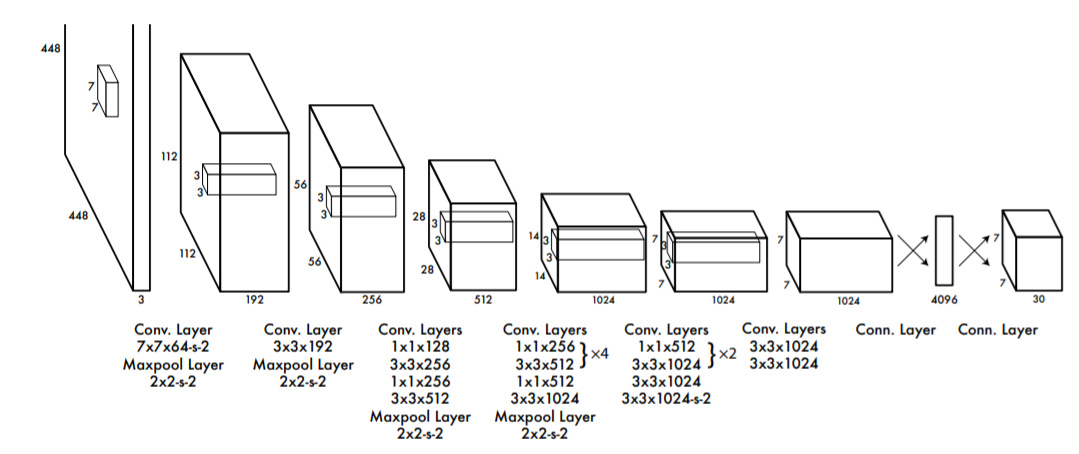 448
448
7
7
3
112
112
3
3
192
56
56
3
3
256
28
28
3
3
512
14
14
3
3
1024
7
7
3
3
1024
7
7
1024
4096
7
7
30
Conv. Layer
7x7x64-s-2
Maxpool Layer
2x2-s-2
Conv. Layer
3x3x192
Maxpool Layer
2x2-s-2
Conv. Layers
1x1x128
3x3x256
1x1x256
3x3x512
Maxpool Layer
2x2-s-2
Conv. Layers
1x1x256
3x3x512 } ×4
1x1x512
3x3x1024
Maxpool Layer
2x2-s-2
Conv. Layers
1x1x512
3x3x1024 } ×2
3x3x1024
3x3x1024-s-2
Conv. Layers
3x3x1024
3x3x1024
Conn. Layer
Conn. Layer